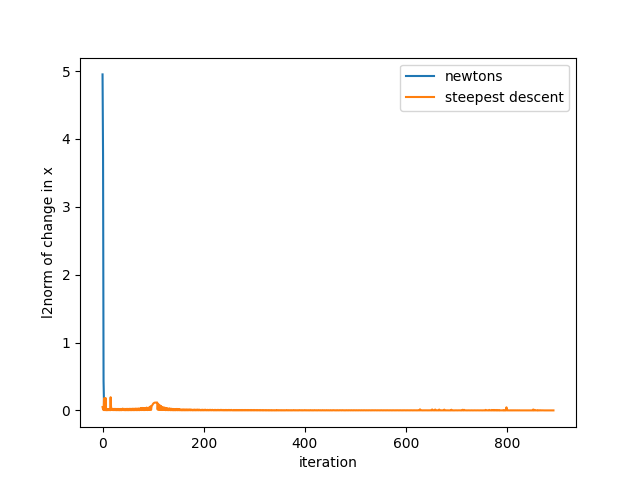 newtons
steepest descent
5
4
3
2
1
0
l2norm of change in x
0 200 400 600 800
iteration